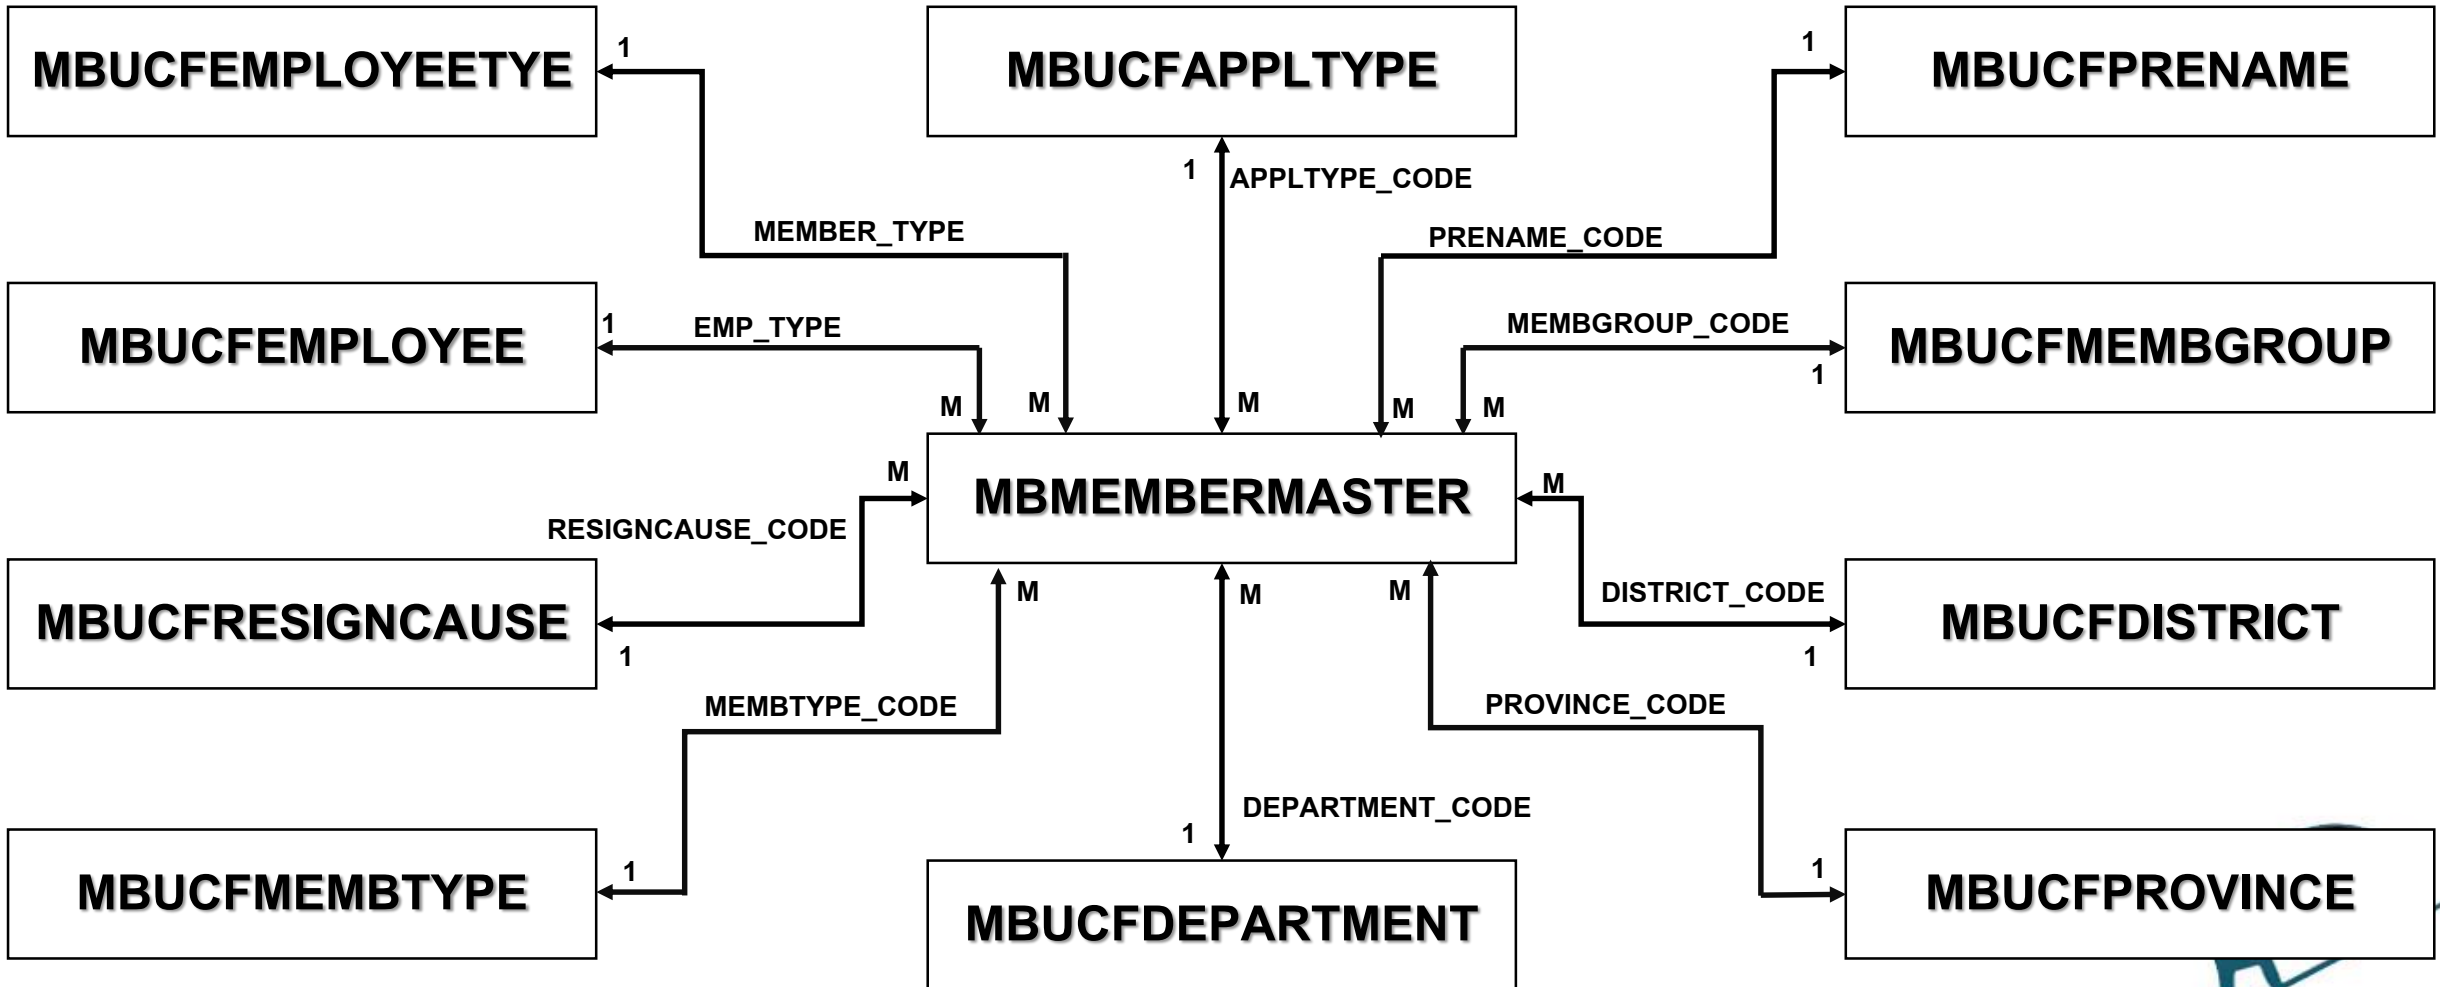 MBUCFEMPLOYEETYE
1
MBUCFAPPLTYPE
1
MBUCFPRENAME
1
APPLTYPE_CODE
MEMBER_TYPE
PRENAME_CODE
MBUCFEMPLOYEE
1
EMP_TYPE
MEMBGROUP_CODE
1
MBUCFMEMBGROUP
M
M
M
M
M
M
MBMEMBERMASTER
M
RESIGNCAUSE_CODE
MBUCFRESIGNCAUSE
1
M
M
M
DISTRICT_CODE
1
MBUCFDISTRICT
MEMBTYPE_CODE
PROVINCE_CODE
DEPARTMENT_CODE
1
MBUCFMEMBTYPE
1
MBUCFDEPARTMENT
1
MBUCFPROVINCE